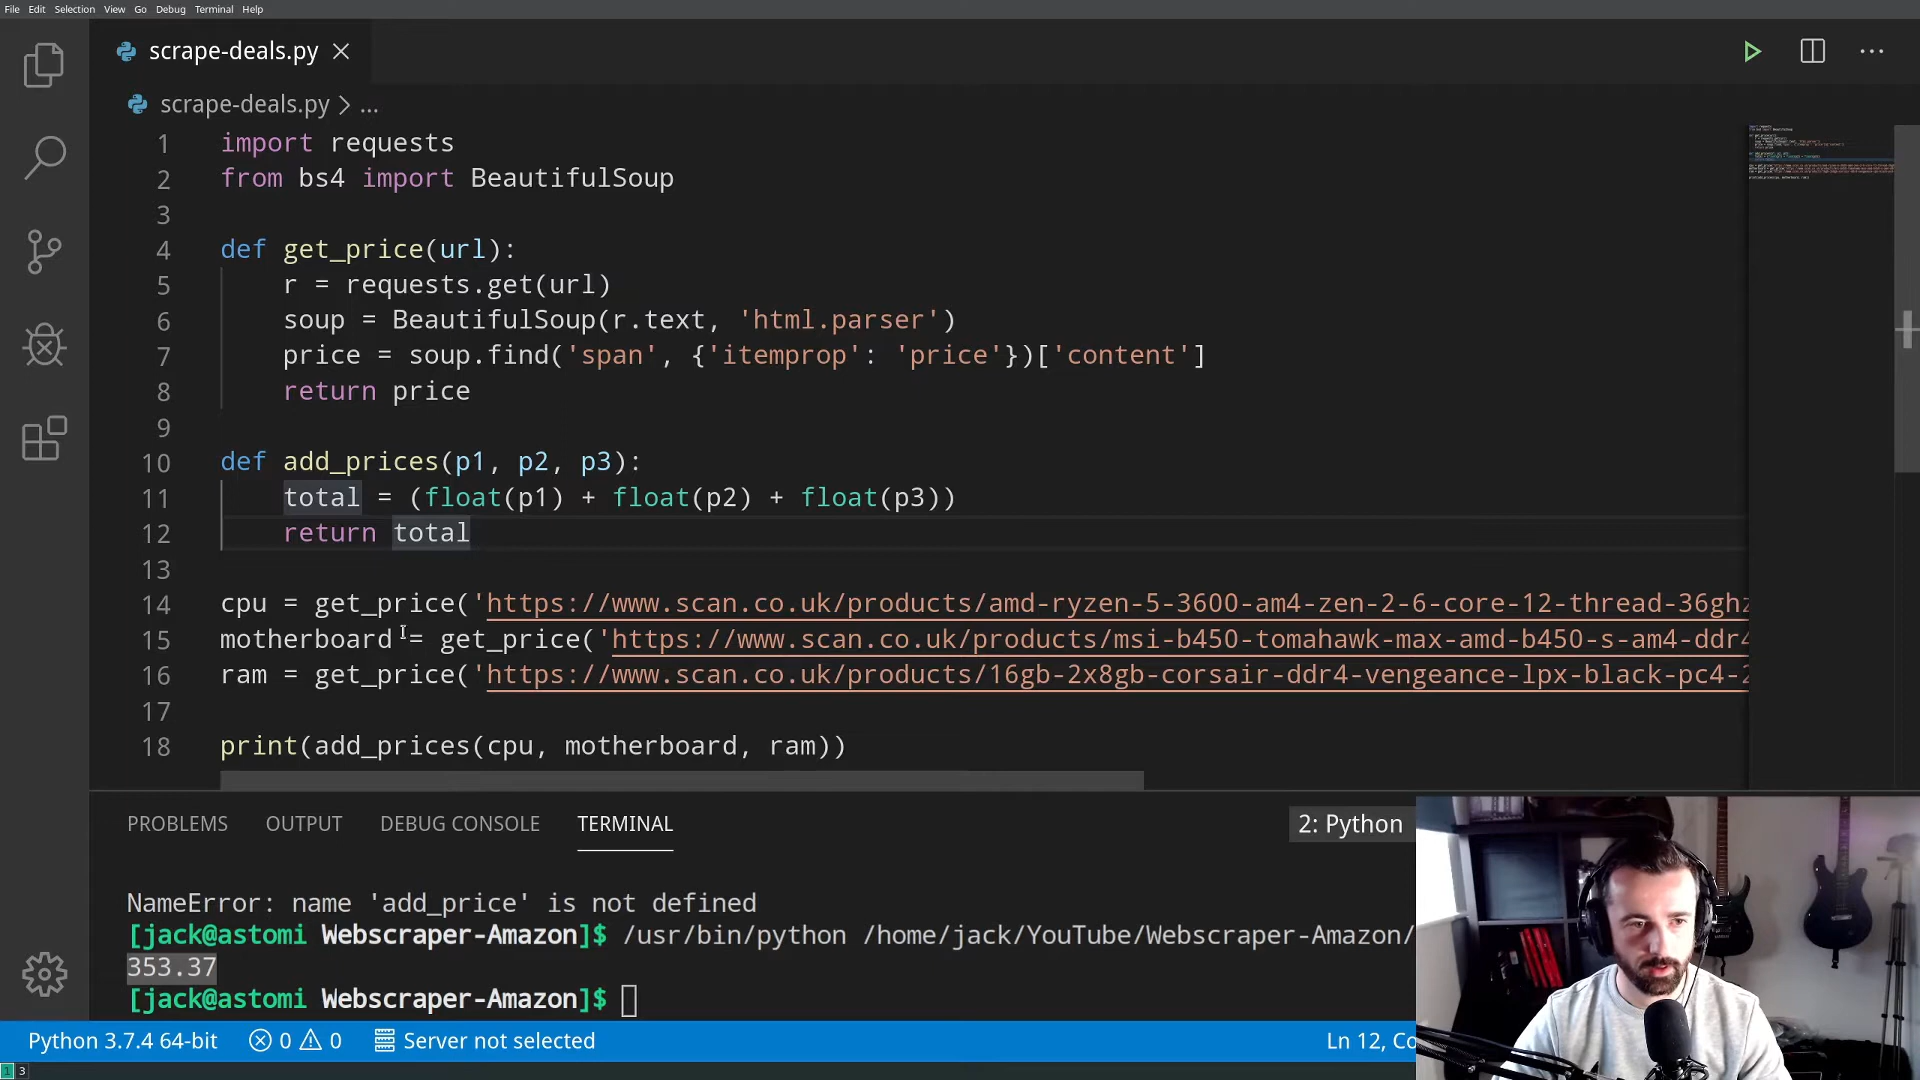 File Edit Selection View Go Debug Terminal Help
scrape-deals.py
scrape-deals.py > ...
1 import requests
2 from bs4 import BeautifulSoup
3
4 def get_price(url):
5 r = requests.get(url)
6 soup = BeautifulSoup(r.text, 'html.parser')
7 price = soup.find('span', {'itemprop': 'price'})['content']
8 return price
9
10 def add_prices(p1, p2, p3):
11 total = (float(p1) + float(p2) + float(p3))
12 return total
13
14 cpu = get_price('https://www.scan.co.uk/products/amd-ryzen-5-3600-am4-zen-2-6-core-12-thread-36ghz
15 motherboard = get_price('https://www.scan.co.uk/products/msi-b450-tomahawk-max-amd-b450-s-am4-ddr4
16 ram = get_price('https://www.scan.co.uk/products/16gb-2x8gb-corsair-ddr4-vengeance-lpx-black-pc4-2
17
18 print(add_prices(cpu, motherboard, ram))
PROBLEMS OUTPUT DEBUG CONSOLE TERMINAL 2: Python
NameError: name 'add_price' is not defined
[jack@astomi Webscraper-Amazon]$ /usr/bin/python /home/jack/YouTube/Webscraper-Amazon/
353.37
[jack@astomi Webscraper-Amazon]$
Python 3.7.4 64-bit 0 0 Server not selected Ln 12, Co
1 3